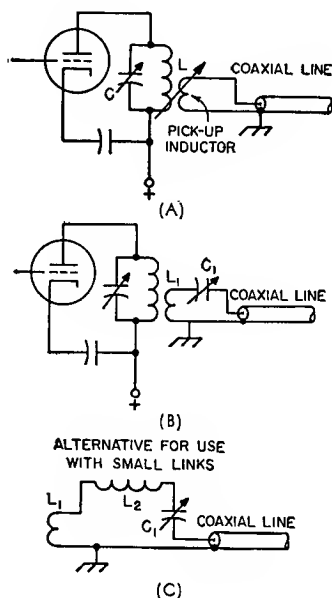 C
L
COAXIAL LINE
PICK-UP
INDUCTOR
+
(A)
L1
C1
COAXIAL LINE
+
(B)
ALTERNATIVE FOR USE
WITH SMALL LINKS
L1
L2
C1
COAXIAL LINE
(C)